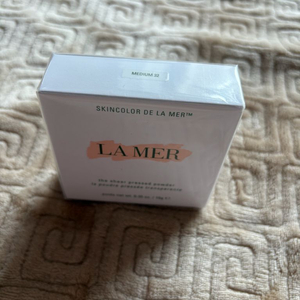 MEDIUM 32
SKINCOLOR DE LA MER™
LA MER
the sheer pressed powder
la poudre pressée transparente